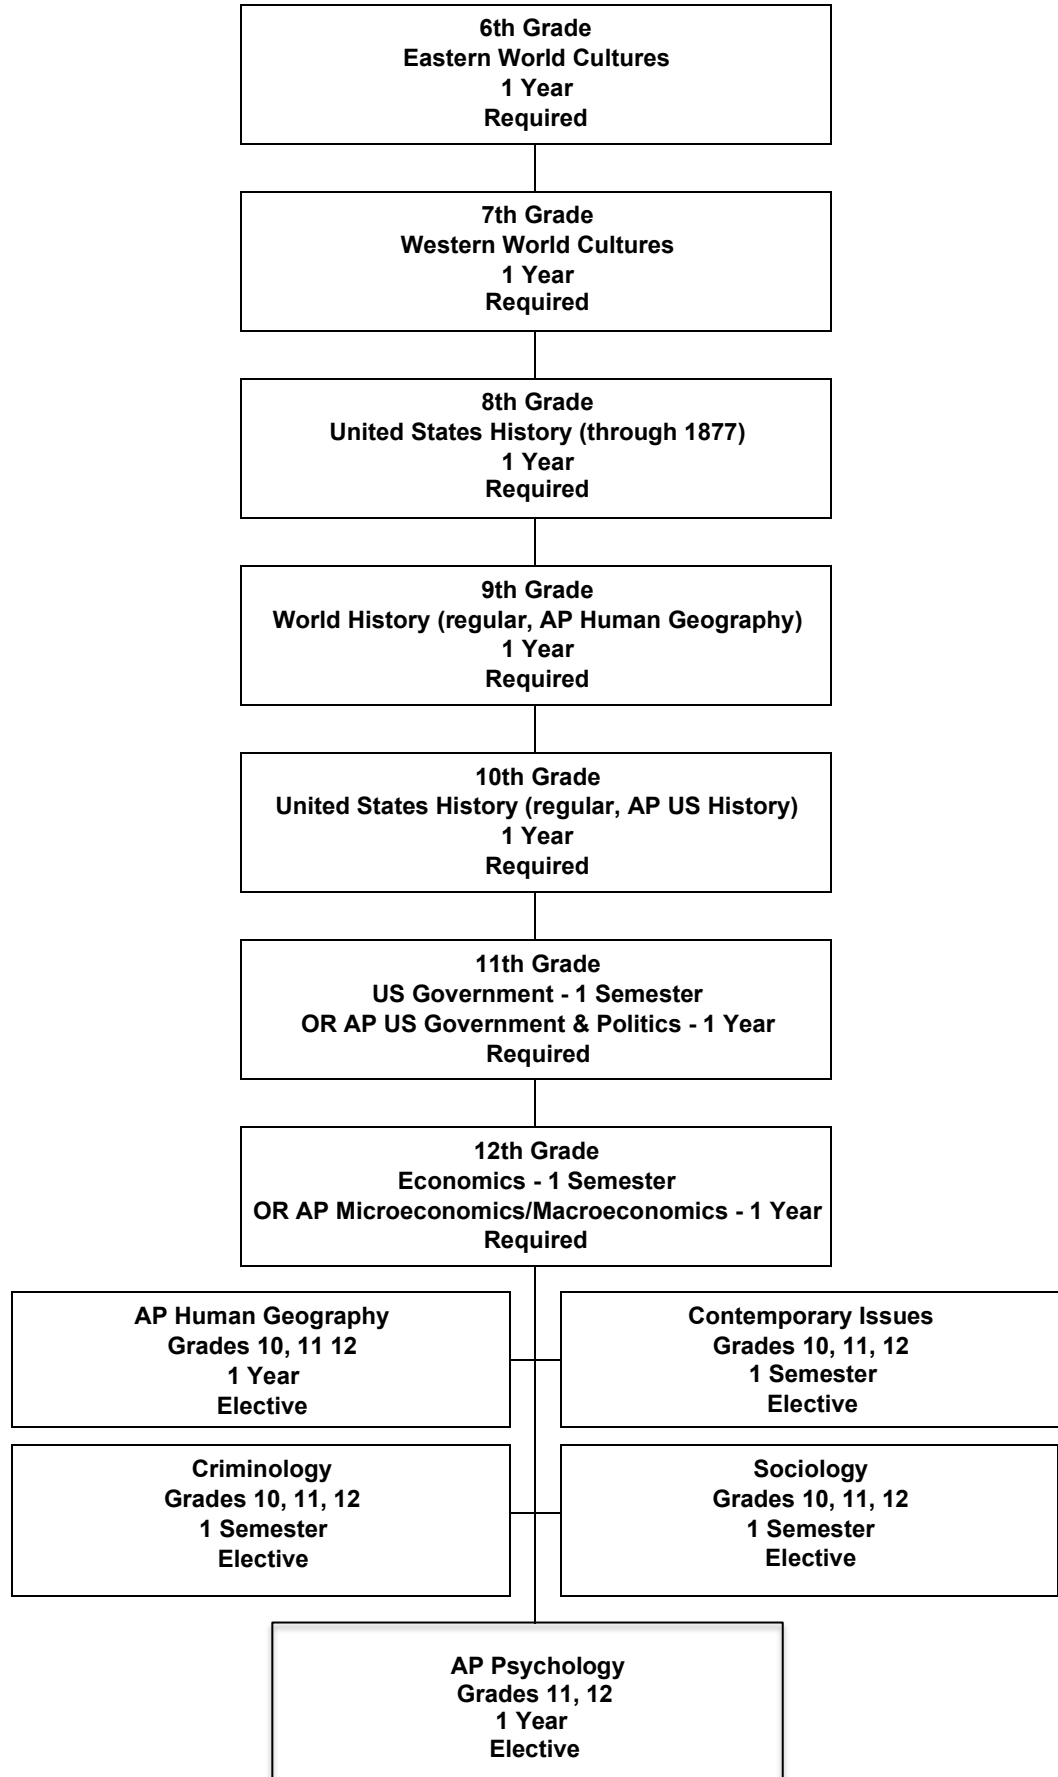 6th Grade
Eastern World Cultures
1 Year
Required
7th Grade
Western World Cultures
1 Year
Required
8th Grade
United States History (through 1877)
1 Year
Required
9th Grade
World History (regular, AP Human Geography)
1 Year
Required
10th Grade
United States History (regular, AP US History)
1 Year
Required
11th Grade
US Government - 1 Semester
OR AP US Government & Politics - 1 Year
Required
12th Grade
Economics - 1 Semester
OR AP Microeconomics/Macroeconomics - 1 Year
Required
AP Human Geography
Grades 10, 11 12
1 Year
Elective
Contemporary Issues
Grades 10, 11, 12
1 Semester
Elective
Criminology
Grades 10, 11, 12
1 Semester
Elective
Sociology
Grades 10, 11, 12
1 Semester
Elective
AP Psychology
Grades 11, 12
1 Year
Elective